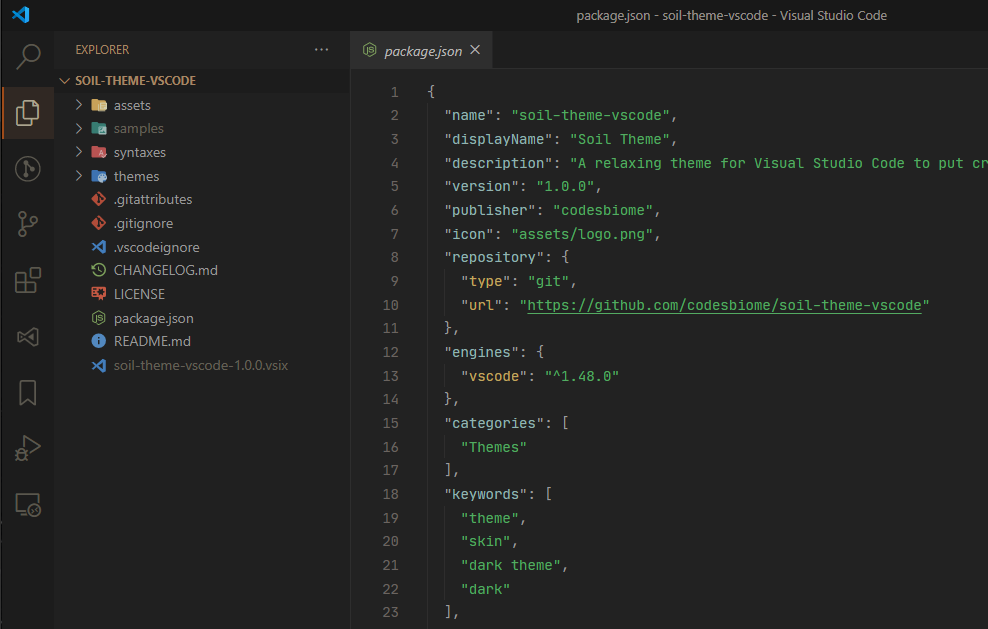 package.json - soil-theme-vscode - Visual Studio Code
EXPLORER
SOIL-THEME-VSCODE
assets
samples
syntaxes
themes
.gitattributes
.gitignore
.vscodeignore
CHANGELOG.md
LICENSE
package.json
README.md
soil-theme-vscode-1.0.0.vsix
package.json
1 {
2 "name": "soil-theme-vscode",
3 "displayName": "Soil Theme",
4 "description": "A relaxing theme for Visual Studio Code to put cr
5 "version": "1.0.0",
6 "publisher": "codesbiome",
7 "icon": "assets/logo.png",
8 "repository": {
9 "type": "git",
10 "url": "https://github.com/codesbiome/soil-theme-vscode"
11 },
12 "engines": {
13 "vscode": "^1.48.0"
14 },
15 "categories": [
16 "Themes"
17 ],
18 "keywords": [
19 "theme",
20 "skin",
21 "dark theme",
22 "dark"
23 ],